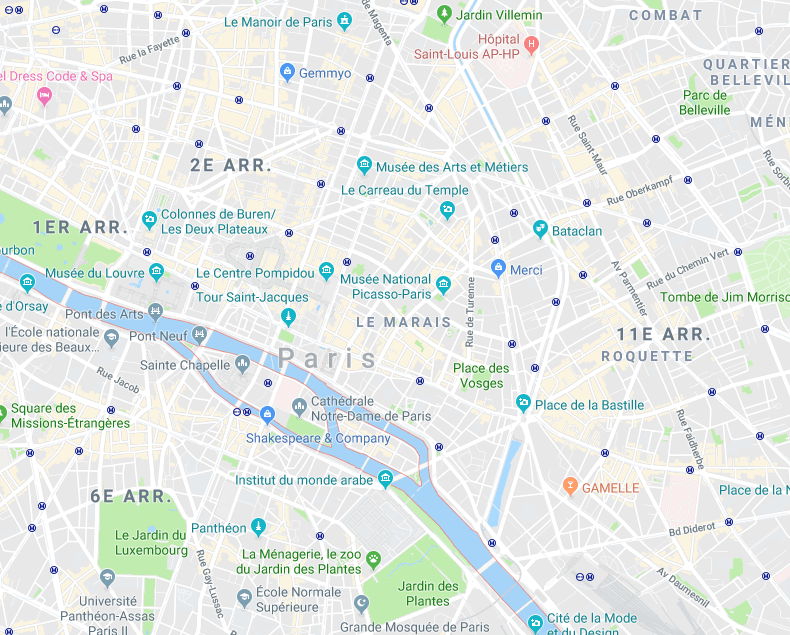 COMBAT
Jardin Villemin
Le Manoir de Paris
de Magenta
Rue la Fayette
Hôpital
Saint-Louis AP-HP
QUARTIER
BELLEVIL
Gemmyo
el Dress Code & Spa
Parc de
Belleville
MÉN
Rue Saint-Maur
2E ARR.
Musée des Arts et Métiers
Rue Sorbi
Le Carreau du Temple
Rue Oberkampf
1ER ARR.
Colonnes de Buren/
Les Deux Plateaux
Bataclan
ourbon
Musée du Louvre
Le Centre Pompidou
Merci
Rue du Chemin Vert
Musée National
Picasso-Paris
Av Parmentier
e d'Orsay
Tour Saint-Jacques
Tombe de Jim Morriso
Pont des Arts
LE MARAIS
Rue de Turenne
l'École nationale
ieure des Beaux...
Pont Neuf
11E ARR.
ROQUETTE
Paris
Sainte Chapelle
Place des
Vosges
Rue Jacob
Cathédrale
Notre-Dame de Paris
Place de la Bastille
Square des
Missions-Étrangères
Shakespeare & Company
Rue Faidherbe
Institut du monde arabe
GAMELLE
Place de la N
6E ARR.
Panthéon
Le Jardin du
Luxembourg
Bd Diderot
La Ménagerie, le zoo
du Jardin des Plantes
Rue Gay-Lussac
Av Daumesnil
Jardin des
Plantes
Université
Panthéon-Assas
Paris II
École Normale
Supérieure
Grande Mosquée de Paris
Cité de la Mode
et du Design